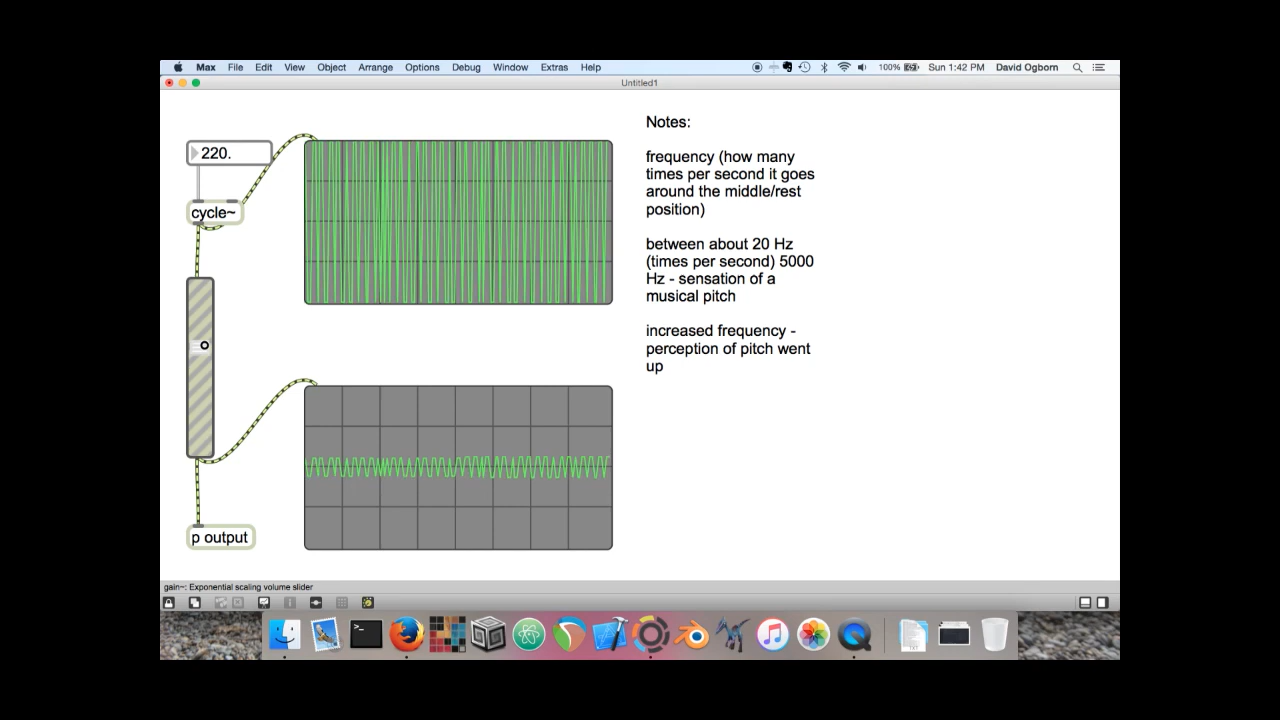 Max File Edit View Object Arrange Options Debug Window Extras Help 100% Sun 1:42 PM David Ogborn
Untitled1
220.
cycle~
p output
Notes:
frequency (how many
times per second it goes
around the middle/rest
position)
between about 20 Hz
(times per second) 5000
Hz - sensation of a
musical pitch
increased frequency -
perception of pitch went
up
gain~: Exponential scaling volume slider